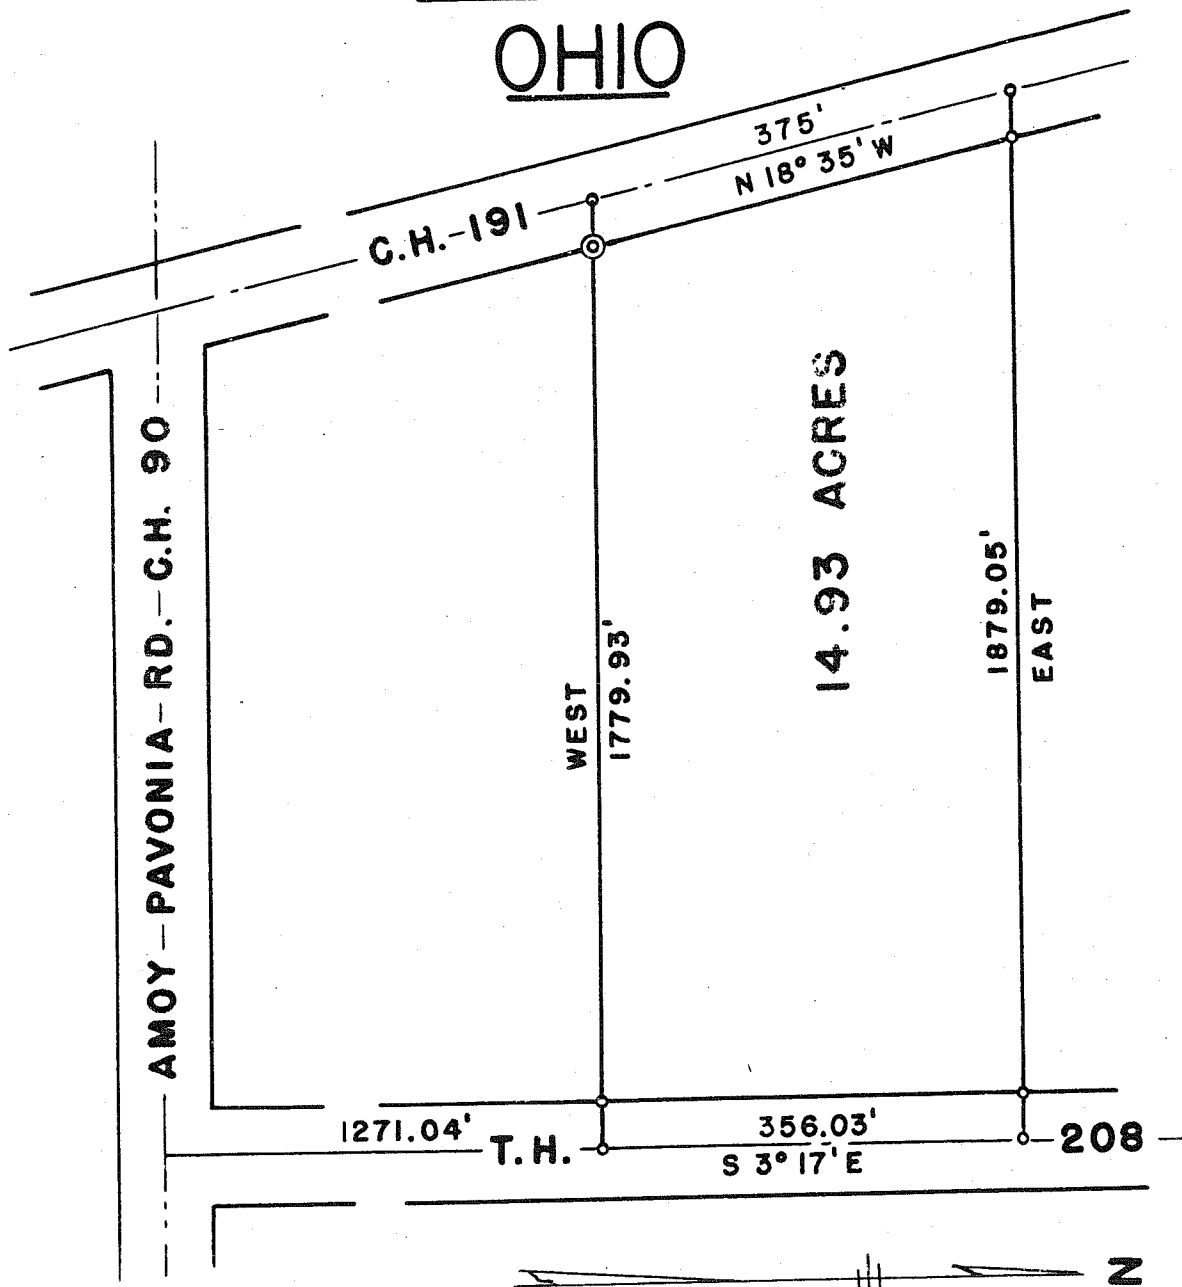 OHIO
375'
N 18° 35' W
C.H.-191
AMOY-PAVONIA-RD.-C.H. 90
14.93 ACRES
WEST
1779.93'
1879.05'
EAST
1271.04'
T.H.
356.03'
S 3° 17' E
208
N